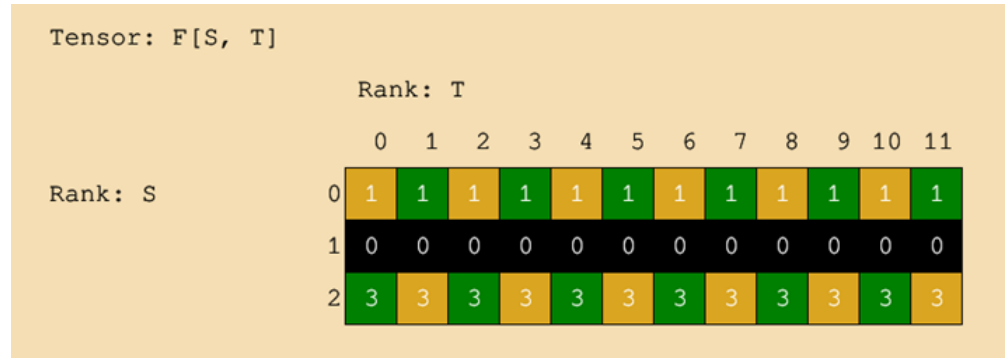 Tensor: F[S, T]
Rank: T
0 1 2 3 4 5 6 7 8 9 10 11
Rank: S 0 1 1 1 1 1 1 1 1 1 1 1 1
1 0 0 0 0 0 0 0 0 0 0 0 0
2 3 3 3 3 3 3 3 3 3 3 3 3